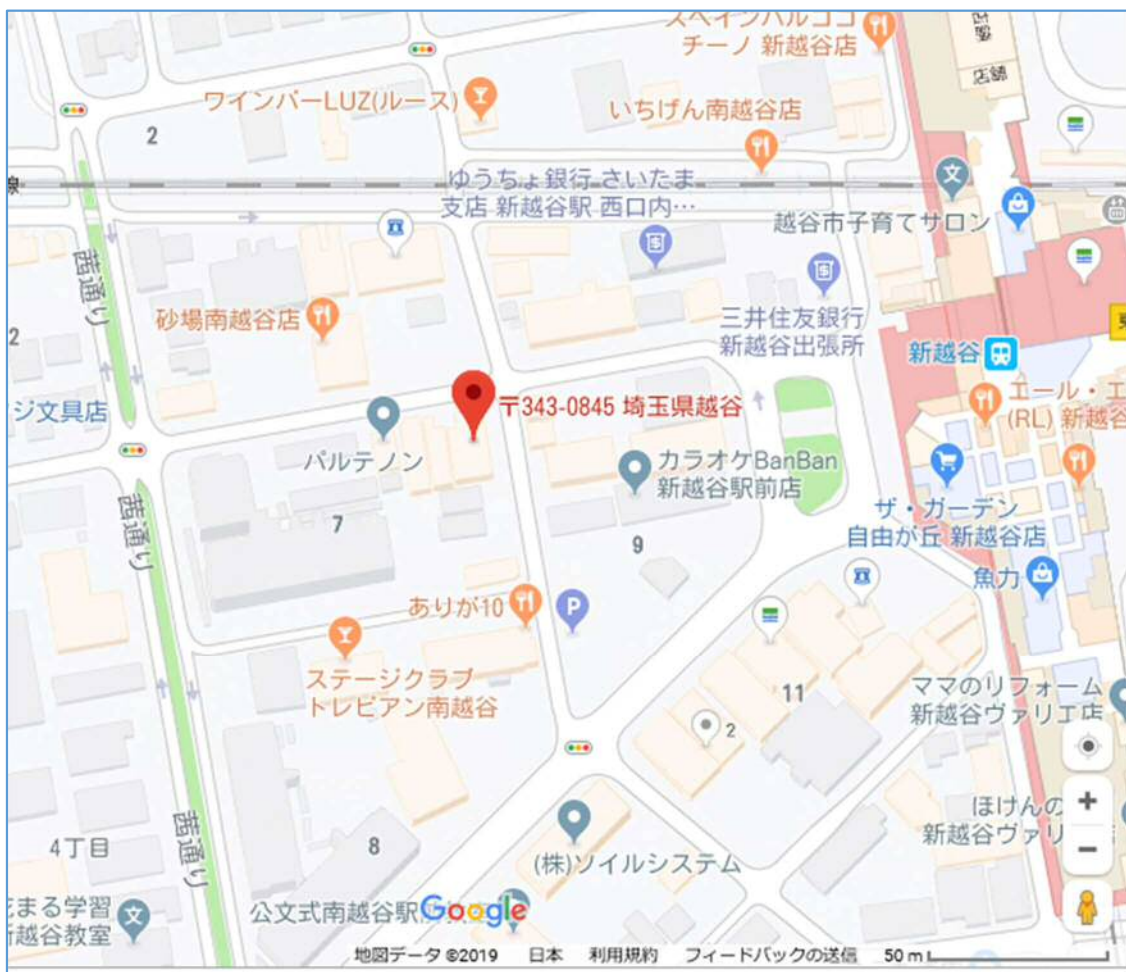 スペインバルココ
チーノ 新越谷店
店舗
ワインバーLUZ(ルース)
いちげん南越谷店
2
線
ゆうちょ銀行 さいたま
支店 新越谷駅 西口内…
越谷市子育てサロン
茜通り
砂場南越谷店
三井住友銀行
新越谷出張所
2
新越谷
エール・エ
(RL) 新越谷
ジ文具店
〒343-0845 埼玉県越谷
パルテノン
カラオケBanBan
新越谷駅前店
7
9
ザ・ガーデン
自由が丘 新越谷店
茜通り
魚力
ありが10
P
ステージクラブ
トレビアン南越谷
11
2
ママのリフォーム
新越谷ヴァリエ店
ほけんの
新越谷ヴァリ
4丁目
茜通り
8
(株)ソイルシステム
まる学習
越谷教室
公文式南越谷駅
Google
地図データ ©2019 日本 利用規約 フィードバックの送信 50 m